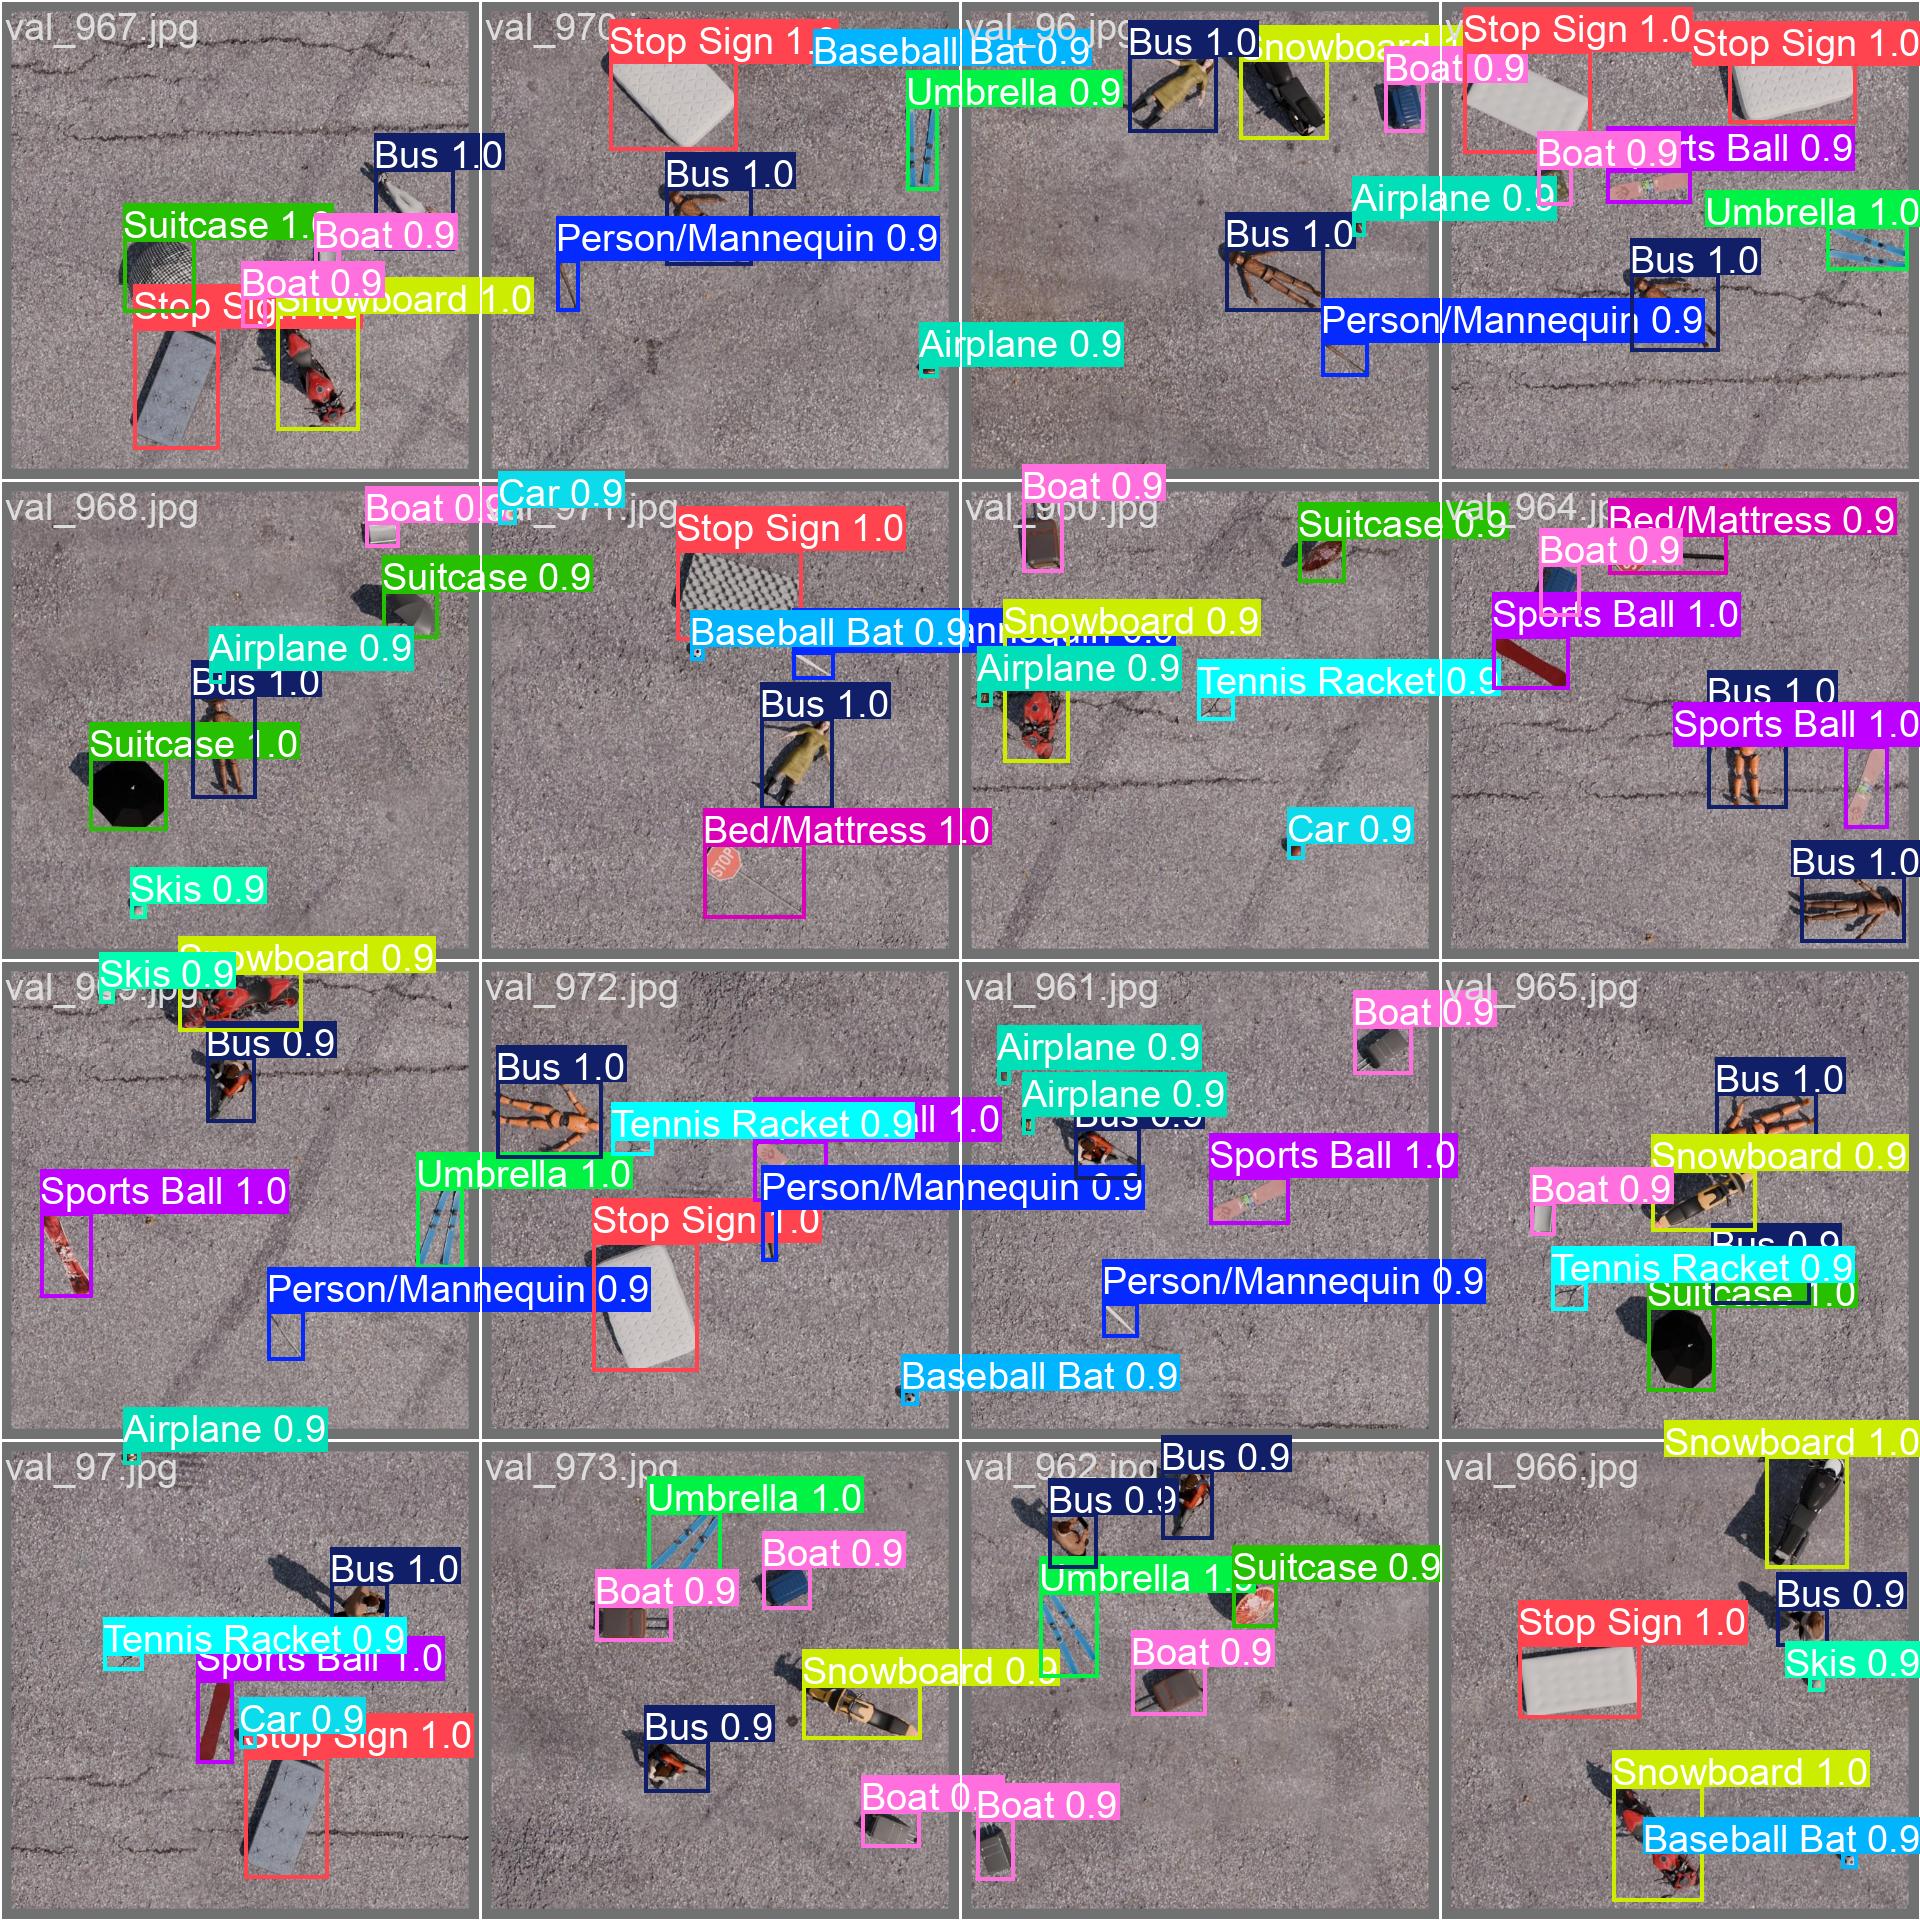 val_967.jpg
Bus 1.0
Suitcase 1.0
Boat 0.9
Boat 0.9
Stop Sign 1.0
Snowboard 1.0
val_970
Stop Sign 1.0
Baseball Bat 0.9
Umbrella 0.9
Bus 1.0
Person/Mannequin 0.9
Airplane 0.9
val_96.jpg
Bus 1.0
Snowboard 1
Boat 0.9
Airplane 0.9
Bus 1.0
Person/Mannequin 0.9
Stop Sign 1.0
Stop Sign 1.0
Boat 0.9
rts Ball 0.9
Umbrella 1.0
Bus 1.0
val_968.jpg
Boat 0.9
Suitcase 0.9
Airplane 0.9
Bus 1.0
Suitcase 1.0
Skis 0.9
Car 0.9
.jpg
Stop Sign 1.0
Baseball Bat 0.9
Bus 1.0
Bed/Mattress 1.0
STOP
val_960.jpg
Boat 0.9
Suitcase 0.9
Snowboard 0.9
Airplane 0.9
Tennis Racket 0.9
Car 0.9
val_964.jpg
Bed/Mattress 0.9
Boat 0.9
Sports Ball 1.0
Bus 1.0
Sports Ball 1.0
Bus 1.0
Snowboard 0.9
Skis 0.9
Bus 0.9
Sports Ball 1.0
Umbrella 1.0
Person/Mannequin 0.9
val_972.jpg
Bus 1.0
Tennis Racket 0.9
all 1.0
Person/Mannequin 0.9
Stop Sign 1.0
Baseball Bat 0.9
val_961.jpg
Boat 0.9
Airplane 0.9
Airplane 0.9
Bus 0.9
Sports Ball 1.0
Person/Mannequin 0.9
val_965.jpg
Bus 1.0
Snowboard 0.9
Boat 0.9
Bus 0.9
Tennis Racket 0.9
Suitcase 1.0
Airplane 0.9
val_97.jpg
Bus 1.0
Tennis Racket 0.9
Sports Ball 1.0
Car 0.9
Stop Sign 1.0
val_973.jpg
Umbrella 1.0
Boat 0.9
Boat 0.9
Snowboard 0.9
Bus 0.9
Boat 0.
val_962.jpg
Bus 0.9
Bus 0.9
Umbrella 1.0
Suitcase 0.9
Boat 0.9
Boat 0.9
Snowboard 1.0
val_966.jpg
Bus 0.9
Stop Sign 1.0
Skis 0.9
Snowboard 1.0
Baseball Bat 0.9